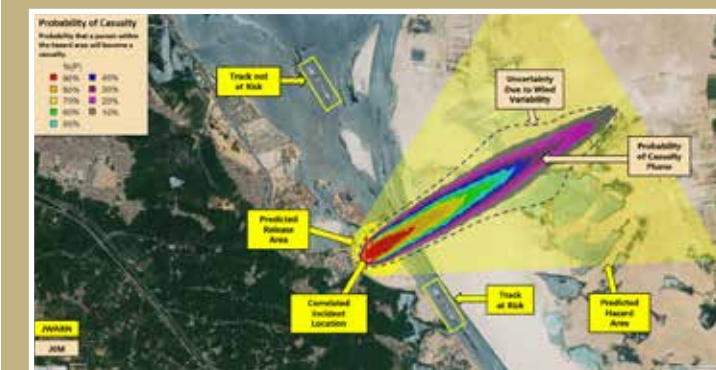 Probability of Casualty
Probability that a person within
the hazard area will become a
casualty.
%(P)
90%
40%
80%
30%
70%
20%
60%
10%
50%
Track not
at Risk
Uncertainty
Due to Wind
Variability
Probability
of Casualty
Plume
Predicted
Release
Area
Correlated
Incident
Location
Track
at Risk
Predicted
Hazard
Area
JWARN
JEM